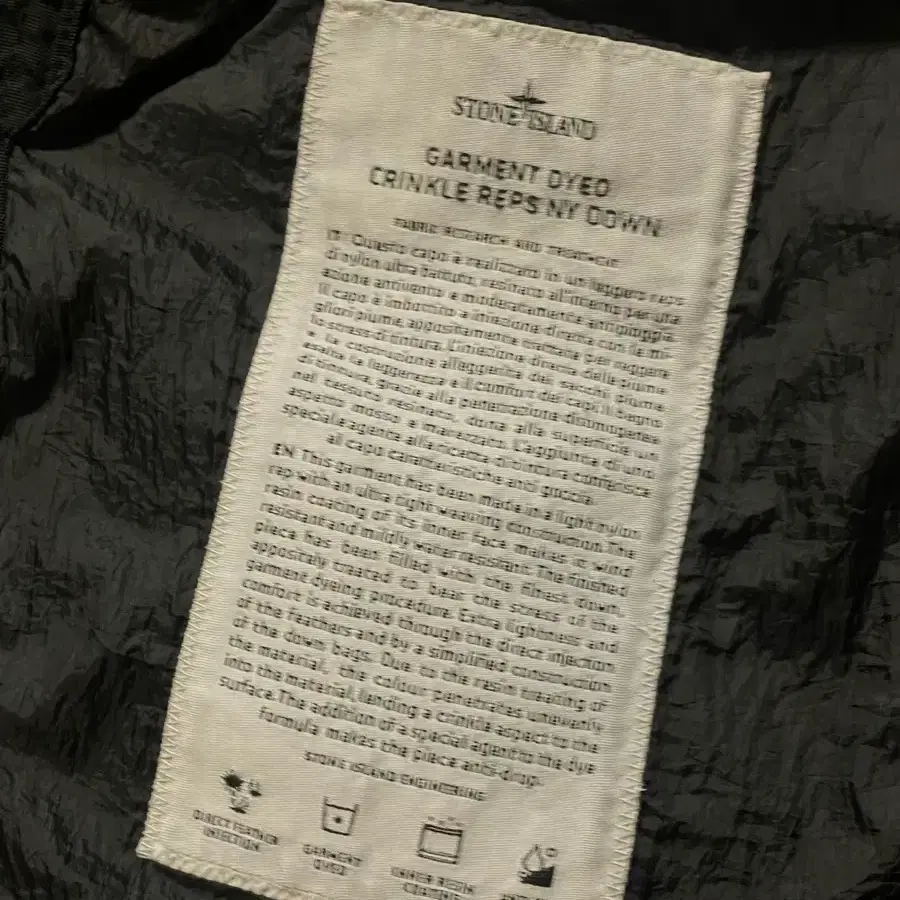 STONE ISLAND
GARMENT DYED
CRINKLE REPS NY DOWN
FABRIC RESEARCH AND TREATMENT
IT: Questo capo è realizzato in un leggero reps
di nylon ultra battuto, resinato all'interno per una
azione antivento e moderatamente antipioggia.
Il capo è imbottito a iniezione diretta con le mi-
gliori piume, appositamente trattate per reggere
lo stress di tintura. L'iniezione diretta delle piume
e la costruzione alleggerita dei sacchi piuma
esalta la leggerezza e il comfort dei capi. Il bagno
di tintura, grazie alla penetrazione disomogenea
nel tessuto resinato, dona alla superficie un
aspetto mosso e marezzato. L'aggiunta di uno
speciale agente alla ricetta di tintura conferisce
al capo caratteristiche anti goccia.
EN: This garment has been made in a light nylon
rep with an ultra tight weaving construction. The
resin coating of its inner face makes it wind
resistant and mildly water resistant. The finished
piece has been filled with the finest down,
appositely treated to bear the stress of the
garment dyeing procedure. Extra lightness and
comfort is achieved through the direct injection
of the feathers and by a simplified construction
of the down bags. Due to the resin treating of
the material, the colour penetrates unevenly
into the material, lending a crinkle aspect to the
surface. The addition of a special agent to the dye
formula makes the piece anti-drop.
STONE ISLAND ENGINEERING
DIRECT FEATHER
INJECTION
GARMENT
DYED
INNER RESIN
COATING